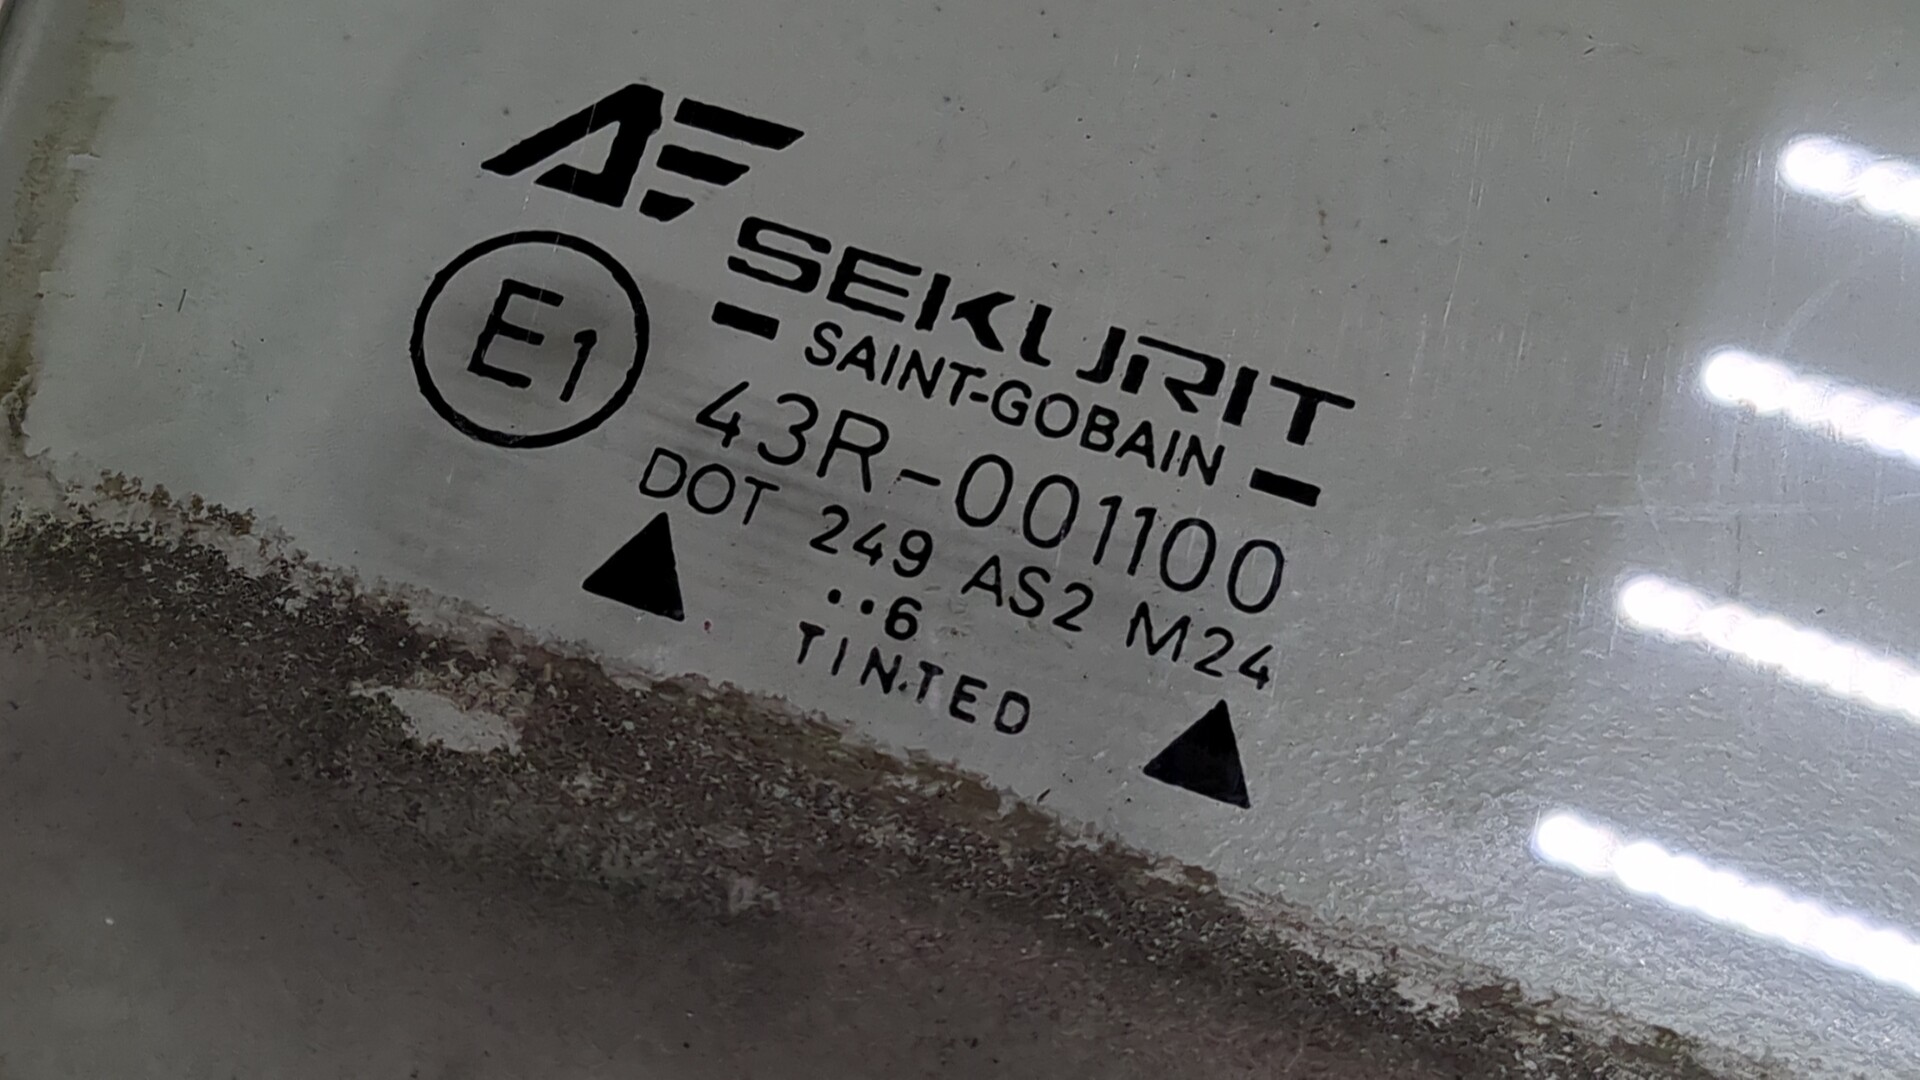 AF
SEKURIT
SAINT-GOBAIN
E1
43R-001100
DOT 249 AS2 M24
..6
TINTED